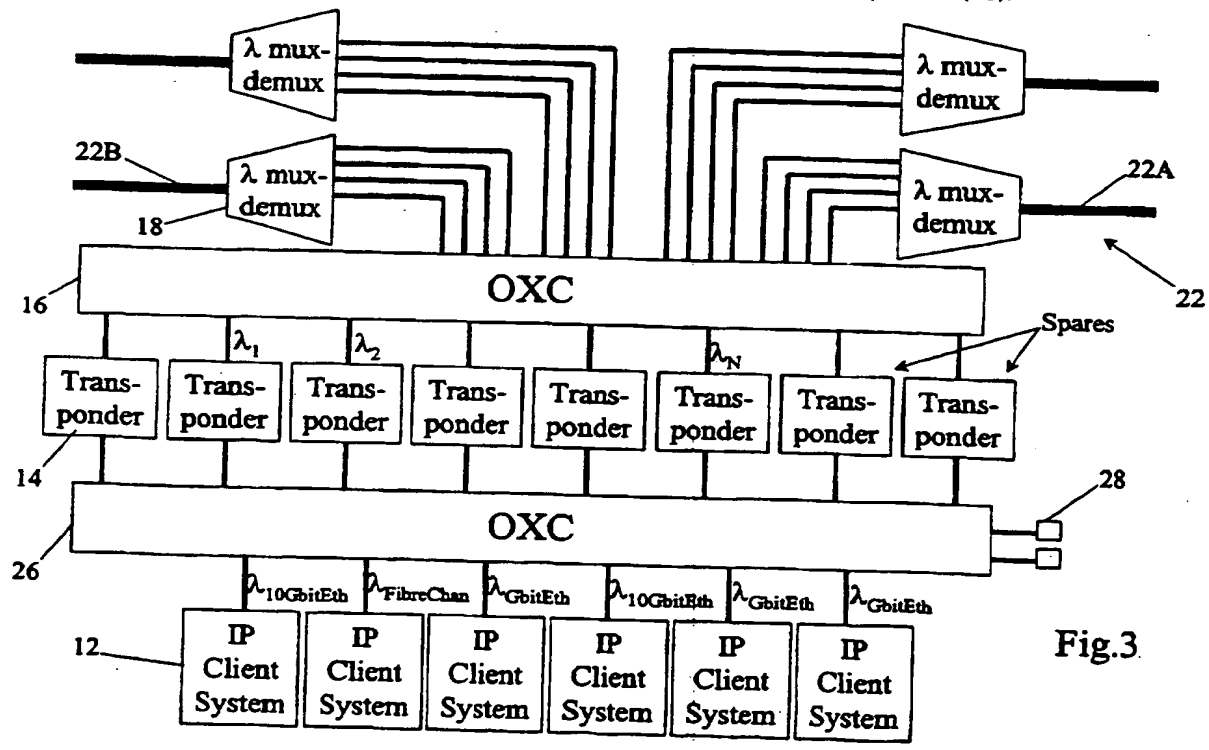 λ mux-
demux
λ mux-
demux
22B
λ mux-
demux
18
λ mux-
demux
22A
22
16
OXC
Spares
λ1
λ2
λN
Trans-
ponder
Trans-
ponder
Trans-
ponder
Trans-
ponder
Trans-
ponder
Trans-
ponder
Trans-
ponder
Trans-
ponder
14
28
OXC
26
λ10GbitEth
λFibreChan
λGbitEth
λ10GbitEth
λGbitEth
λGbitEth
12
IP
Client
System
IP
Client
System
IP
Client
System
IP
Client
System
IP
Client
System
IP
Client
System
Fig.3